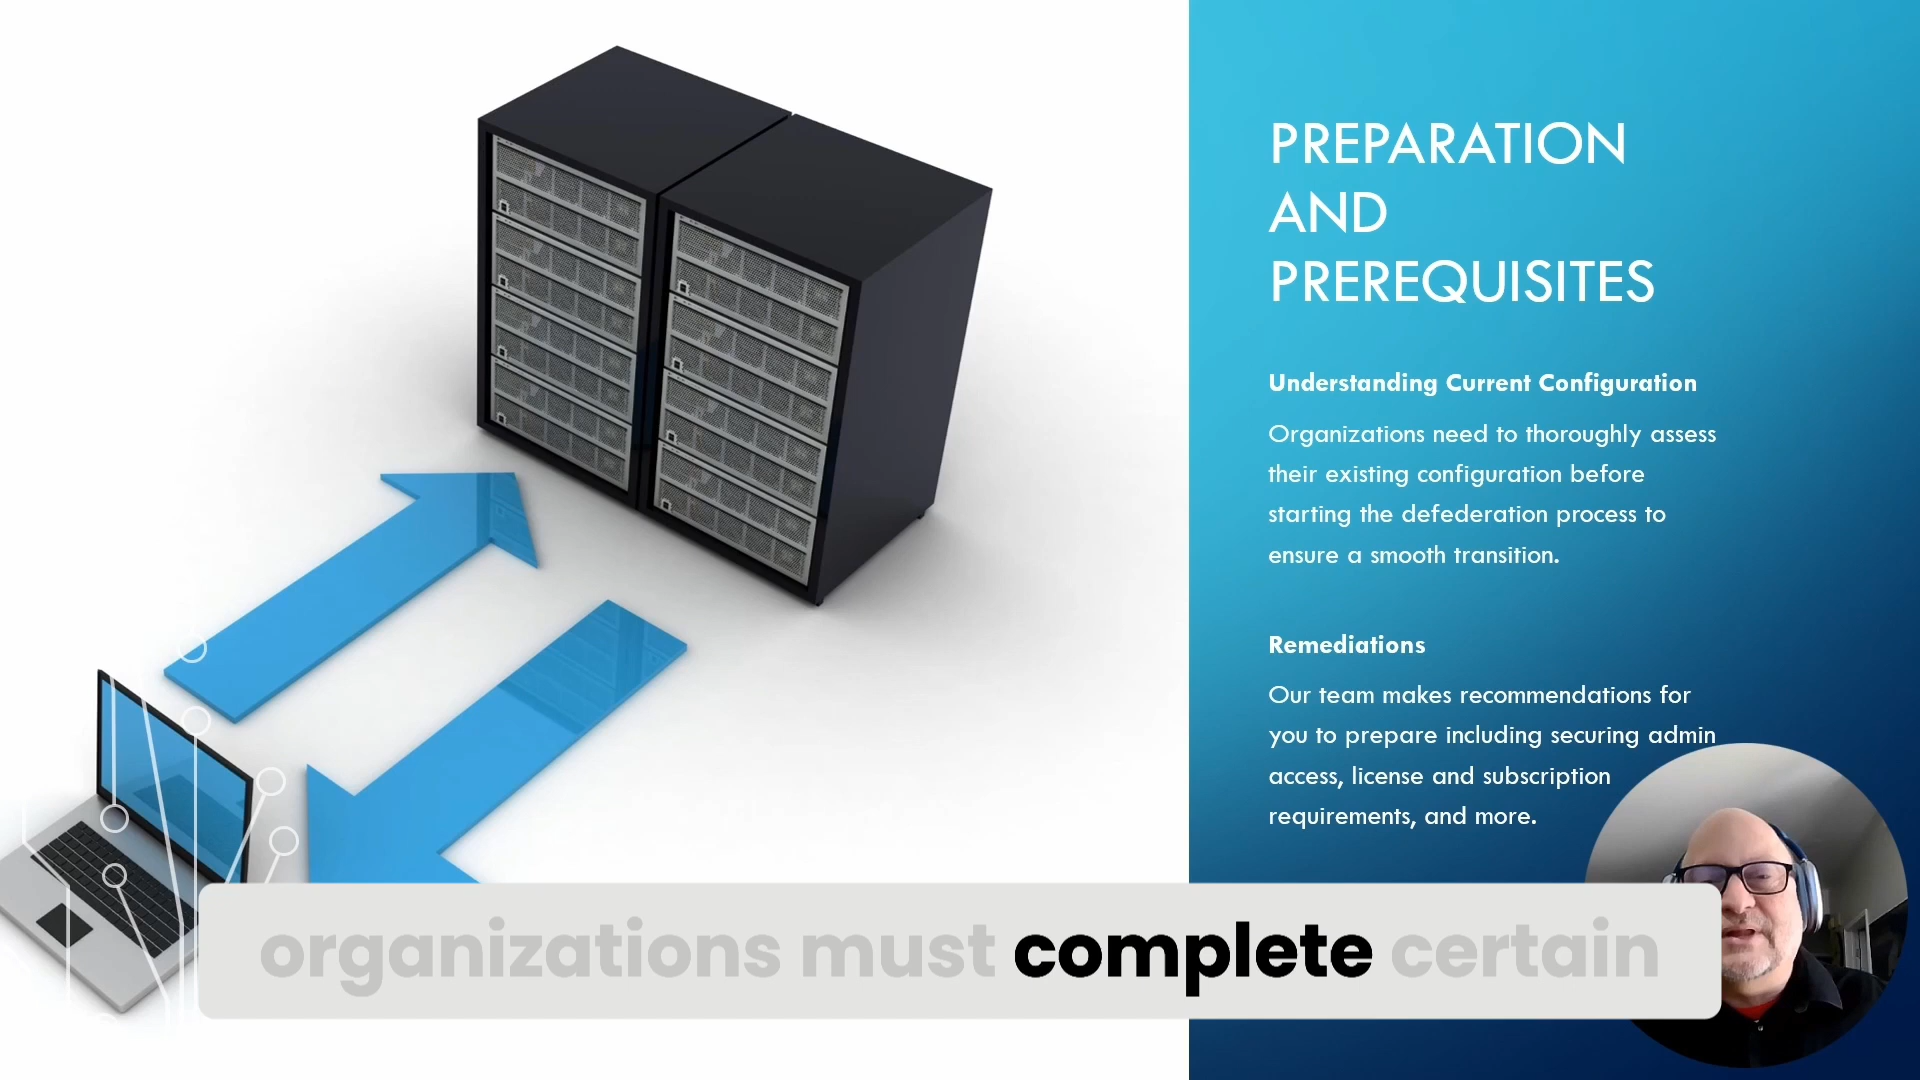 PREPARATION
AND
PREREQUISITES
Understanding Current Configuration
Organizations need to thoroughly assess
their existing configuration before
starting the defederation process to
ensure a smooth transition.
Remediations
Our team makes recommendations for
you to prepare including securing admin
access, license and subscription
requirements, and more.
organizations must complete certain